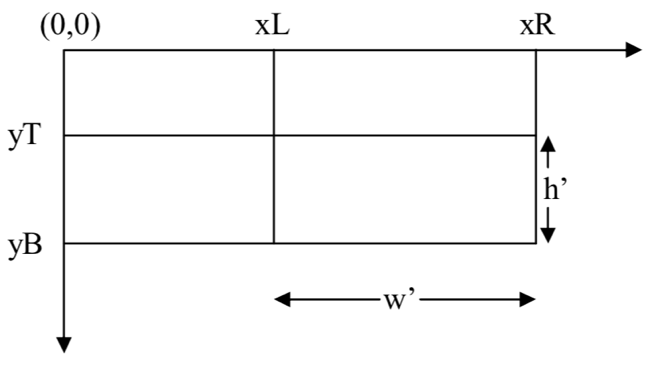 (0,0) xL xR
yT
h’
yB
w’